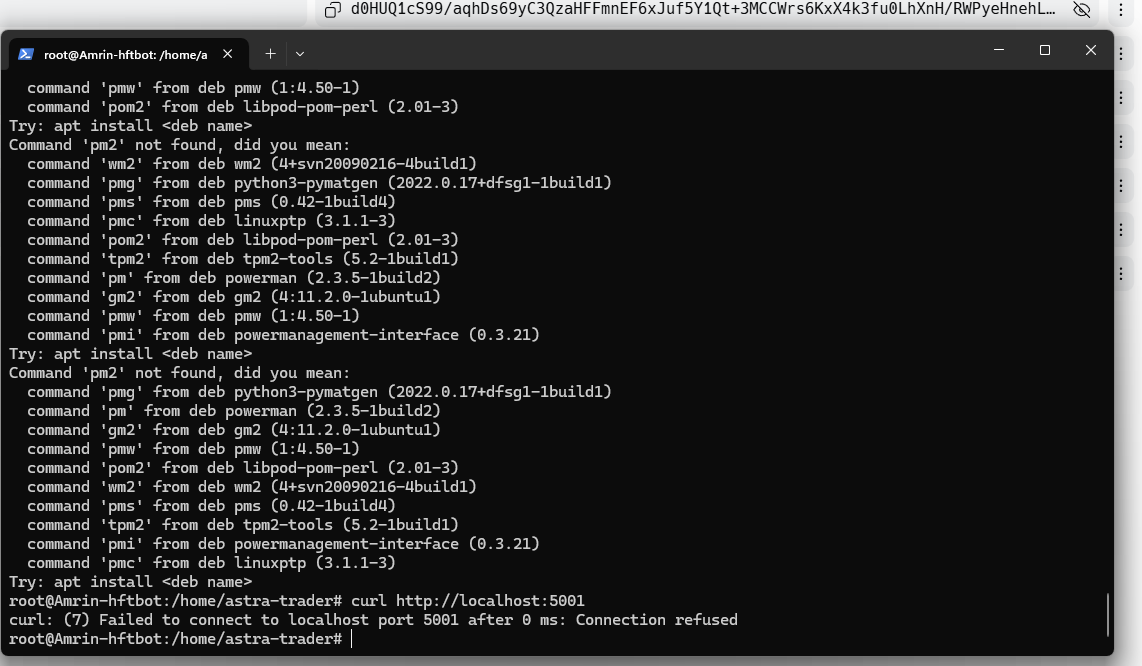 d0HUQ1cS99/aqhDs69yC3QzaHFFmnEF6xJuf5Y1Qt+3MCCWrs6KxX4k3fu0LhXnH/RWPyeHnehL…
root@Amrin-hftbot: /home/a
command 'pmw' from deb pmw (1:4.50-1)
command 'pom2' from deb libpod-pom-perl (2.01-3)
Try: apt install <deb name>
Command 'pm2' not found, did you mean:
command 'wm2' from deb wm2 (4+svn20090216-4build1)
command 'pmg' from deb python3-pymatgen (2022.0.17+dfsg1-1build1)
command 'pms' from deb pms (0.42-1build4)
command 'pmc' from deb linuxptp (3.1.1-3)
command 'pom2' from deb libpod-pom-perl (2.01-3)
command 'tpm2' from deb tpm2-tools (5.2-1build1)
command 'pm' from deb powerman (2.3.5-1build2)
command 'gm2' from deb gm2 (4:11.2.0-1ubuntu1)
command 'pmw' from deb pmw (1:4.50-1)
command 'pmi' from deb powermanagement-interface (0.3.21)
Try: apt install <deb name>
Command 'pm2' not found, did you mean:
command 'pmg' from deb python3-pymatgen (2022.0.17+dfsg1-1build1)
command 'pm' from deb powerman (2.3.5-1build2)
command 'gm2' from deb gm2 (4:11.2.0-1ubuntu1)
command 'pmw' from deb pmw (1:4.50-1)
command 'pom2' from deb libpod-pom-perl (2.01-3)
command 'wm2' from deb wm2 (4+svn20090216-4build1)
command 'pms' from deb pms (0.42-1build4)
command 'tpm2' from deb tpm2-tools (5.2-1build1)
command 'pmi' from deb powermanagement-interface (0.3.21)
command 'pmc' from deb linuxptp (3.1.1-3)
Try: apt install <deb name>
root@Amrin-hftbot:/home/astra-trader# curl http://localhost:5001
curl: (7) Failed to connect to localhost port 5001 after 0 ms: Connection refused
root@Amrin-hftbot:/home/astra-trader#